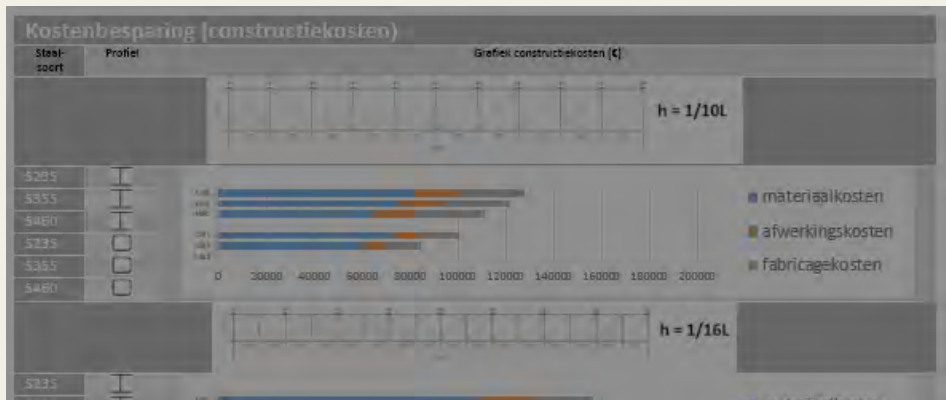 Kostenbesparing (constructiekosten)
Staal-
soort
Profiel
Grafiek constructiekosten (€)
h = 1/10L
S235
S355
S460
S235
S355
S460
materiaalkosten
afwerkingskosten
fabricagekosten
0 20000 40000 60000 80000 100000 120000 140000 160000 180000 200000
h = 1/16L
S235